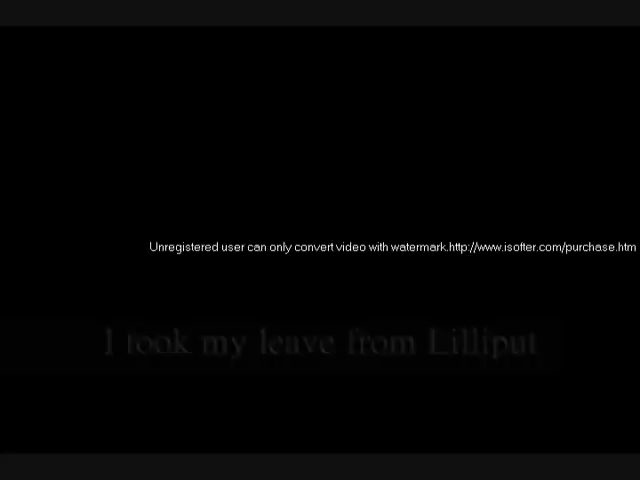 Unregistered user can only convert video with watermark.http://www.isofter.com/purchase.htm
I took my leave from Lilliput